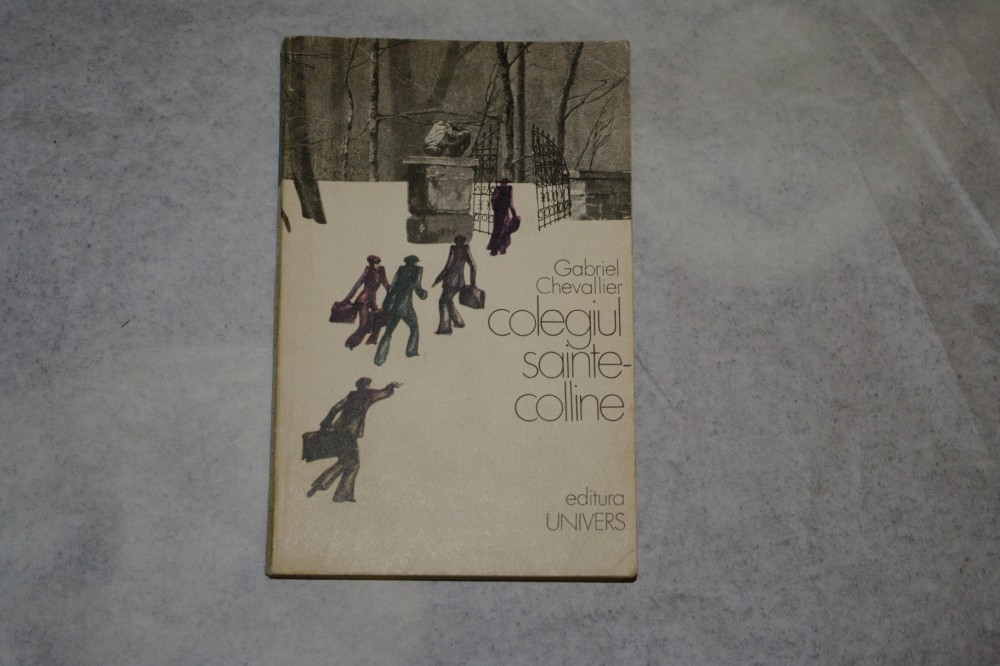 Gabriel
Chevallier
colegiul
sainte-
colline
editura
UNIVERS